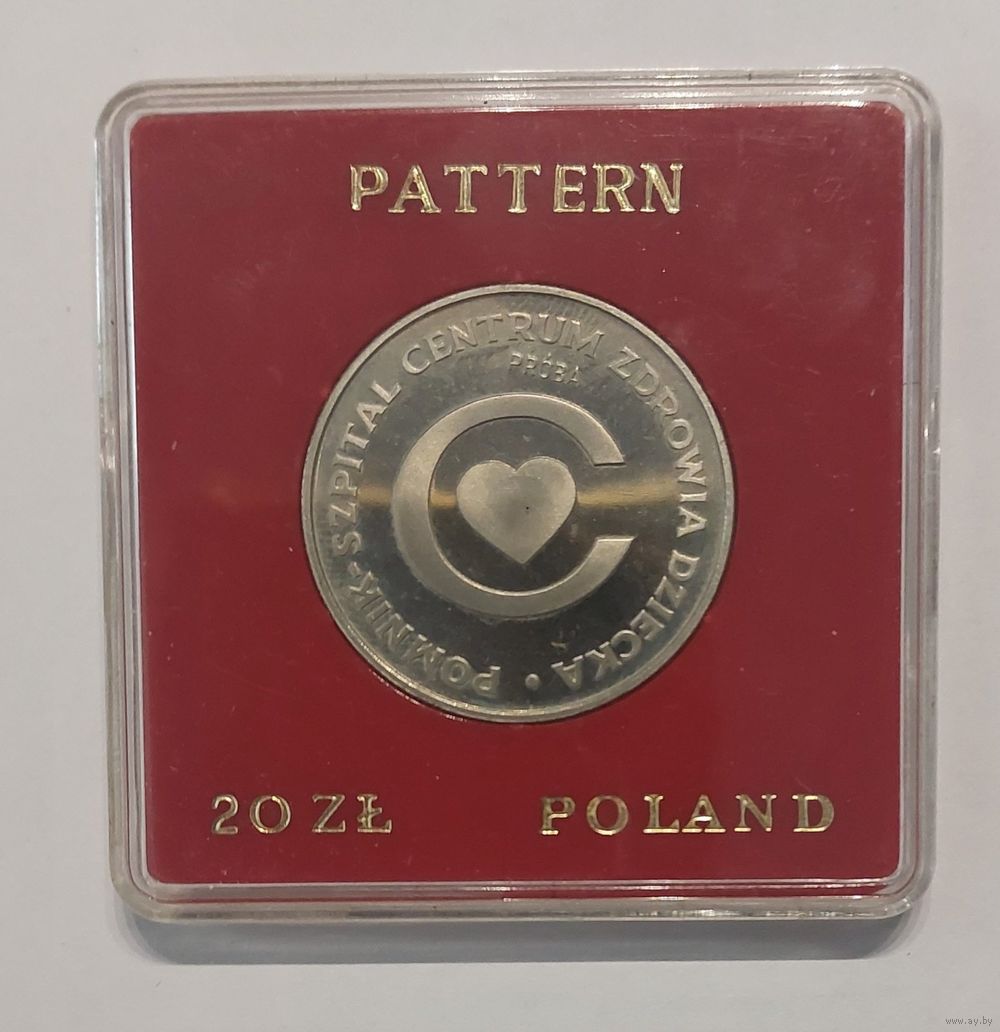 PATTERN
POMNIK-SZPITAL CENTRUM ZDROWIA DZIECKA •
PRÓBA
C
20 ZŁ POLAND
www.ay.by